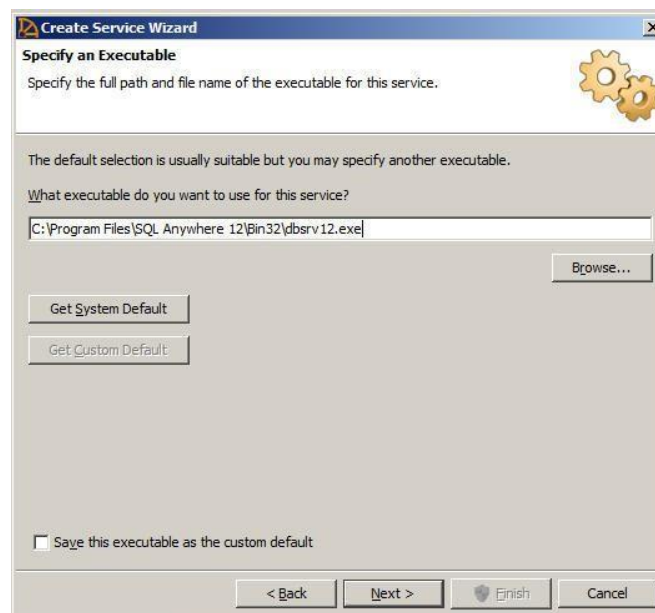 Create Service Wizard
Specify an Executable
Specify the full path and file name of the executable for this service.
The default selection is usually suitable but you may specify another executable.
What executable do you want to use for this service?
C:\Program Files\SQL Anywhere 12\Bin32\dbsrv12.exe
Browse...
Get System Default
Get Custom Default
Save this executable as the custom default
< Back Next > Finish Cancel